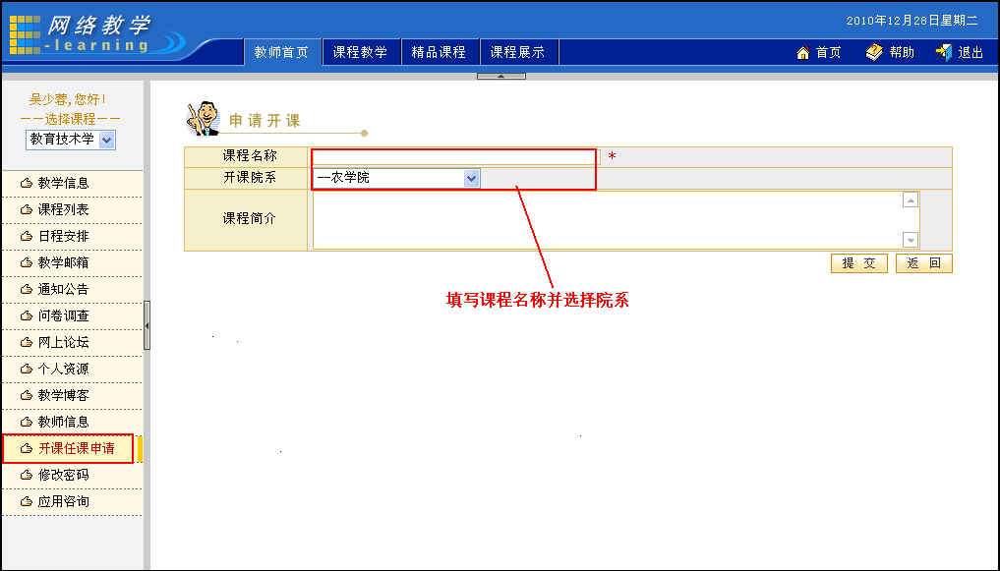 网络教学
-learning
2010年12月28日星期二
教师首页 课程教学 精品课程 课程展示
首页 帮助 退出
吴少蓉,您好!
——选择课程——
教育技术学
教学信息
课程列表
日程安排
教学邮箱
通知公告
问卷调查
网上论坛
个人资源
教学博客
教师信息
开课任课申请
修改密码
应用咨询
申请开课
课程名称 *
开课院系 --农学院
课程简介
提 交 返 回
填写课程名称并选择院系